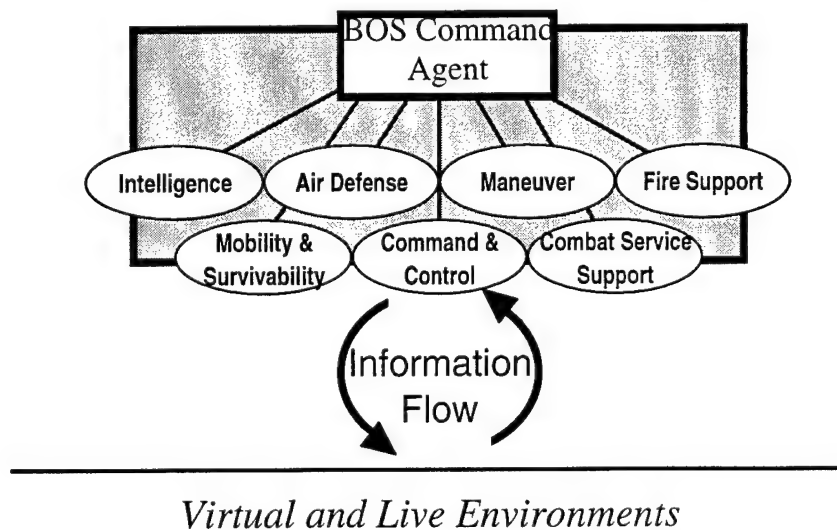 BOS Command
Agent
Intelligence
Air Defense
Maneuver
Fire Support
Mobility &
Survivability
Command &
Control
Combat Service
Support
Information
Flow
Virtual and Live Environments